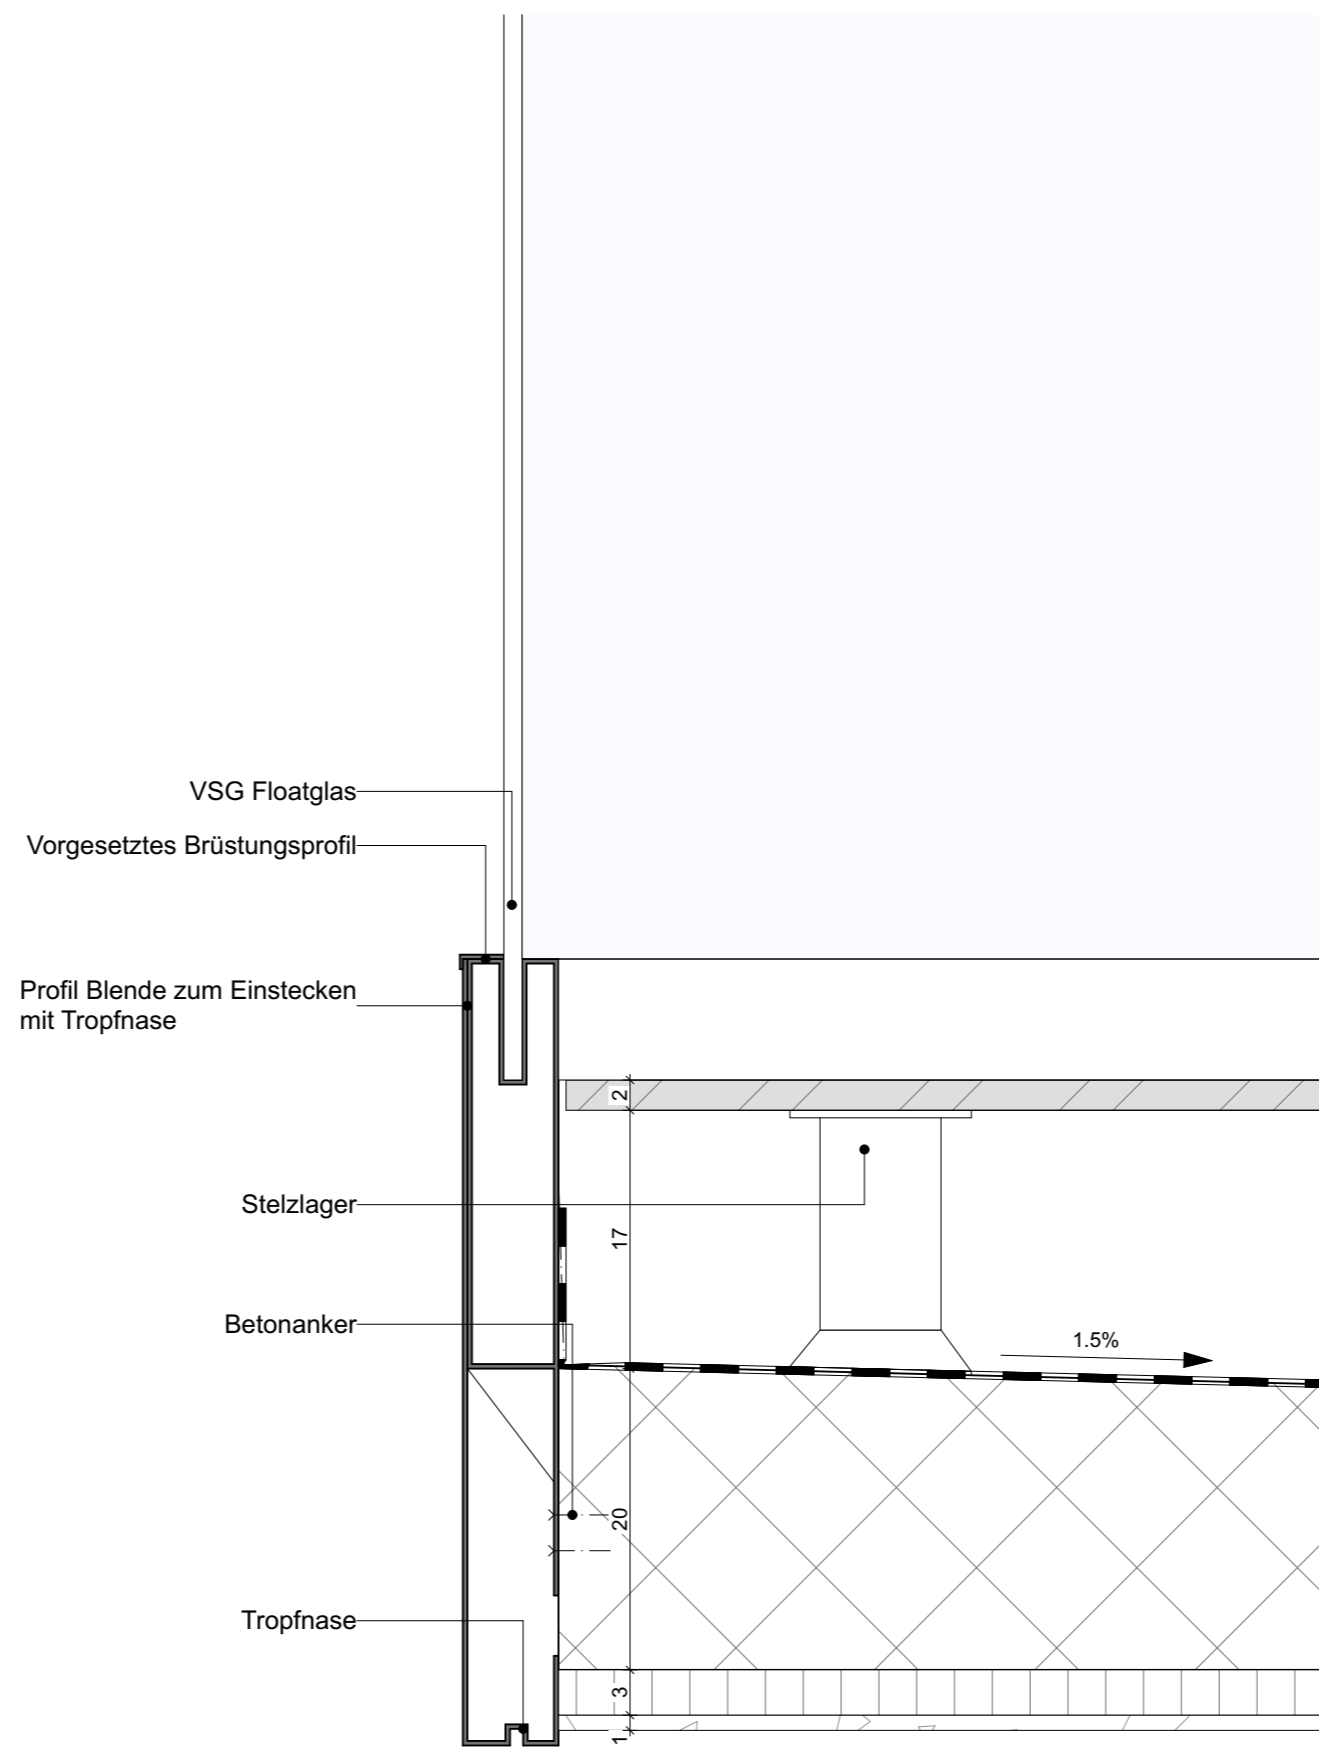 VSG Floatglas
Vorgesetztes Brüstungsprofil
Profil Blende zum Einstecken
mit Tropfnase
2
Stelzlager
17
Betonanker
1.5%
20
Tropfnase
3
1